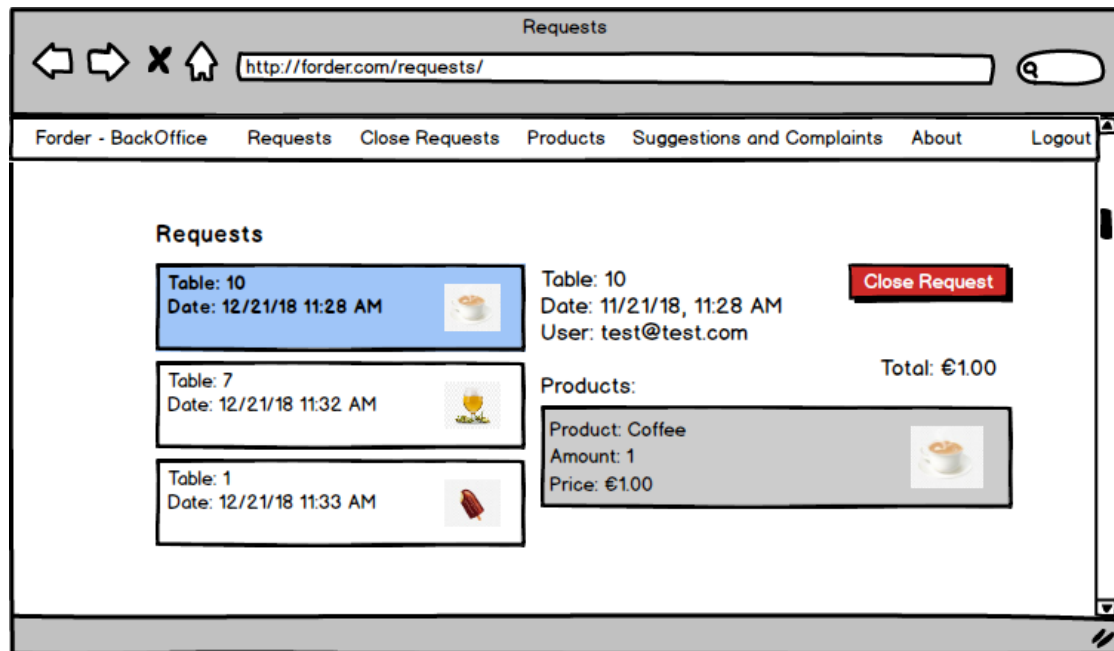 Requests
http://forder.com/requests/
Forder - BackOffice Requests Close Requests Products Suggestions and Complaints About Logout
Requests
Table: 10
Date: 12/21/18 11:28 AM
Table: 7
Date: 12/21/18 11:32 AM
Table: 1
Date: 12/21/18 11:33 AM
Table: 10
Date: 11/21/18, 11:28 AM
User: test@test.com
Close Request
Total: €1.00
Products:
Product: Coffee
Amount: 1
Price: €1.00